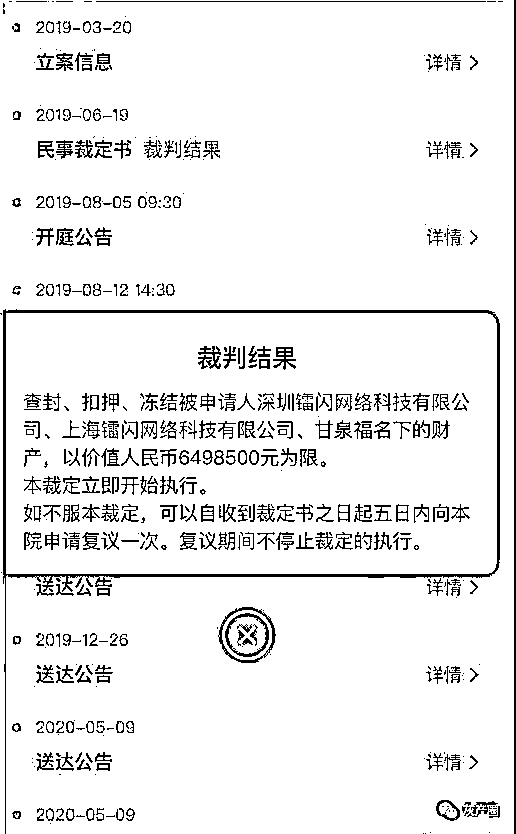 2019-03-20
立案信息 详情
2019-06-19
民事裁定书 裁判结果 详情
2019-08-05 09:30
开庭公告 详情
2019-08-12 14:30
裁判结果
查封、扣押、冻结被申请人深圳镭闪网络科技有限公
司、上海镭闪网络科技有限公司、甘泉福名下的财
产，以价值人民币6498500元为限。
本裁定立即开始执行。
如不服本裁定，可以自收到裁定书之日起五日内向本
院申请复议一次。复议期间不停止裁定的执行。
送达公告 详情
2019-12-26
送达公告 详情
2020-05-09
送达公告 详情
2020-05-09